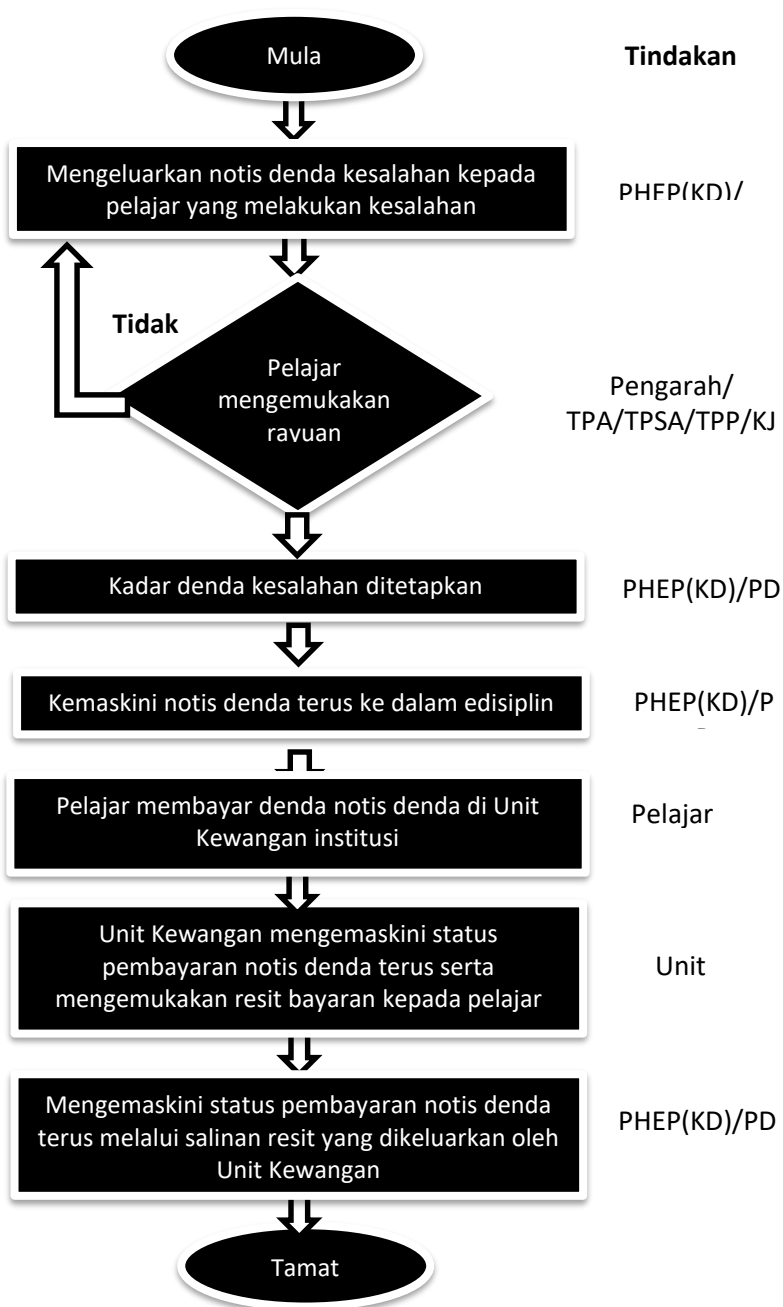 Mula
Tindakan
Mengeluarkan notis denda kesalahan kepada
pelajar yang melakukan kesalahan
PHEP(KD)/
Tidak
Pelajar
mengemukakan
rayuan
Pengarah/
TPA/TPSA/TPP/KJ
Kadar denda kesalahan ditetapkan
PHEP(KD)/PD
Kemaskini notis denda terus ke dalam edisiplin
PHEP(KD)/P
Pelajar membayar denda notis denda di Unit
Kewangan institusi
Pelajar
Unit Kewangan mengemaskini status
pembayaran notis denda terus serta
mengemukakan resit bayaran kepada pelajar
Unit
Mengemaskini status pembayaran notis denda
terus melalui salinan resit yang dikeluarkan oleh
Unit Kewangan
PHEP(KD)/PD
Tamat